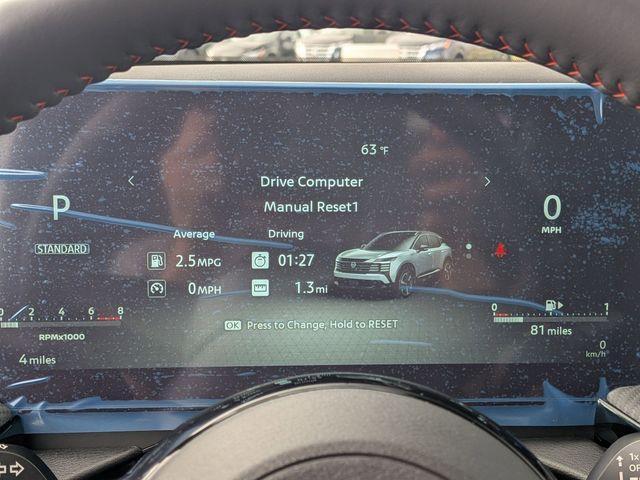 63 °F
Drive Computer
Manual Reset1
P
0
MPH
STANDARD
Average
Driving
2.5 MPG
01:27
0 MPH
1.3 mi
OK Press to Change, Hold to RESET
0 2 4 6 8
RPMx1000
0 1
81 miles
4 miles
0
km/h
1x